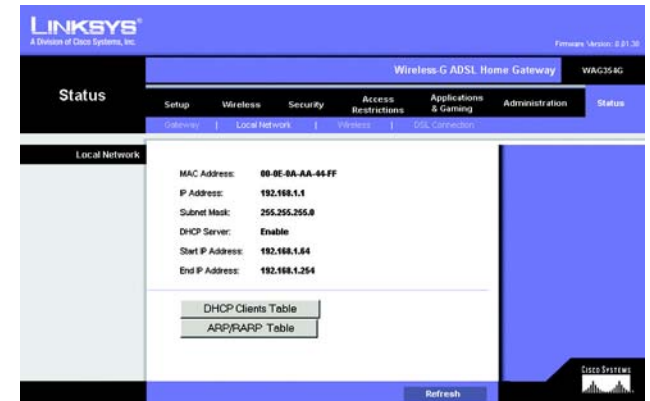 LINKSYS®
A Division of Cisco Systems, Inc.
Firmware Version: 0.01.30
Wireless-G ADSL Home Gateway WAG354G
Status
Setup Wireless Security Access Restrictions Applications & Gaming Administration Status
Gateway | Local Network | Wireless | DSL Connection
Local Network
MAC Address: 00-0E-0A-AA-44-FF
IP Address: 192.168.1.1
Subnet Mask: 255.255.255.0
DHCP Server: Enable
Start IP Address: 192.168.1.64
End IP Address: 192.168.1.254
DHCP Clients Table
ARP/RARP Table
Refresh
CISCO SYSTEMS